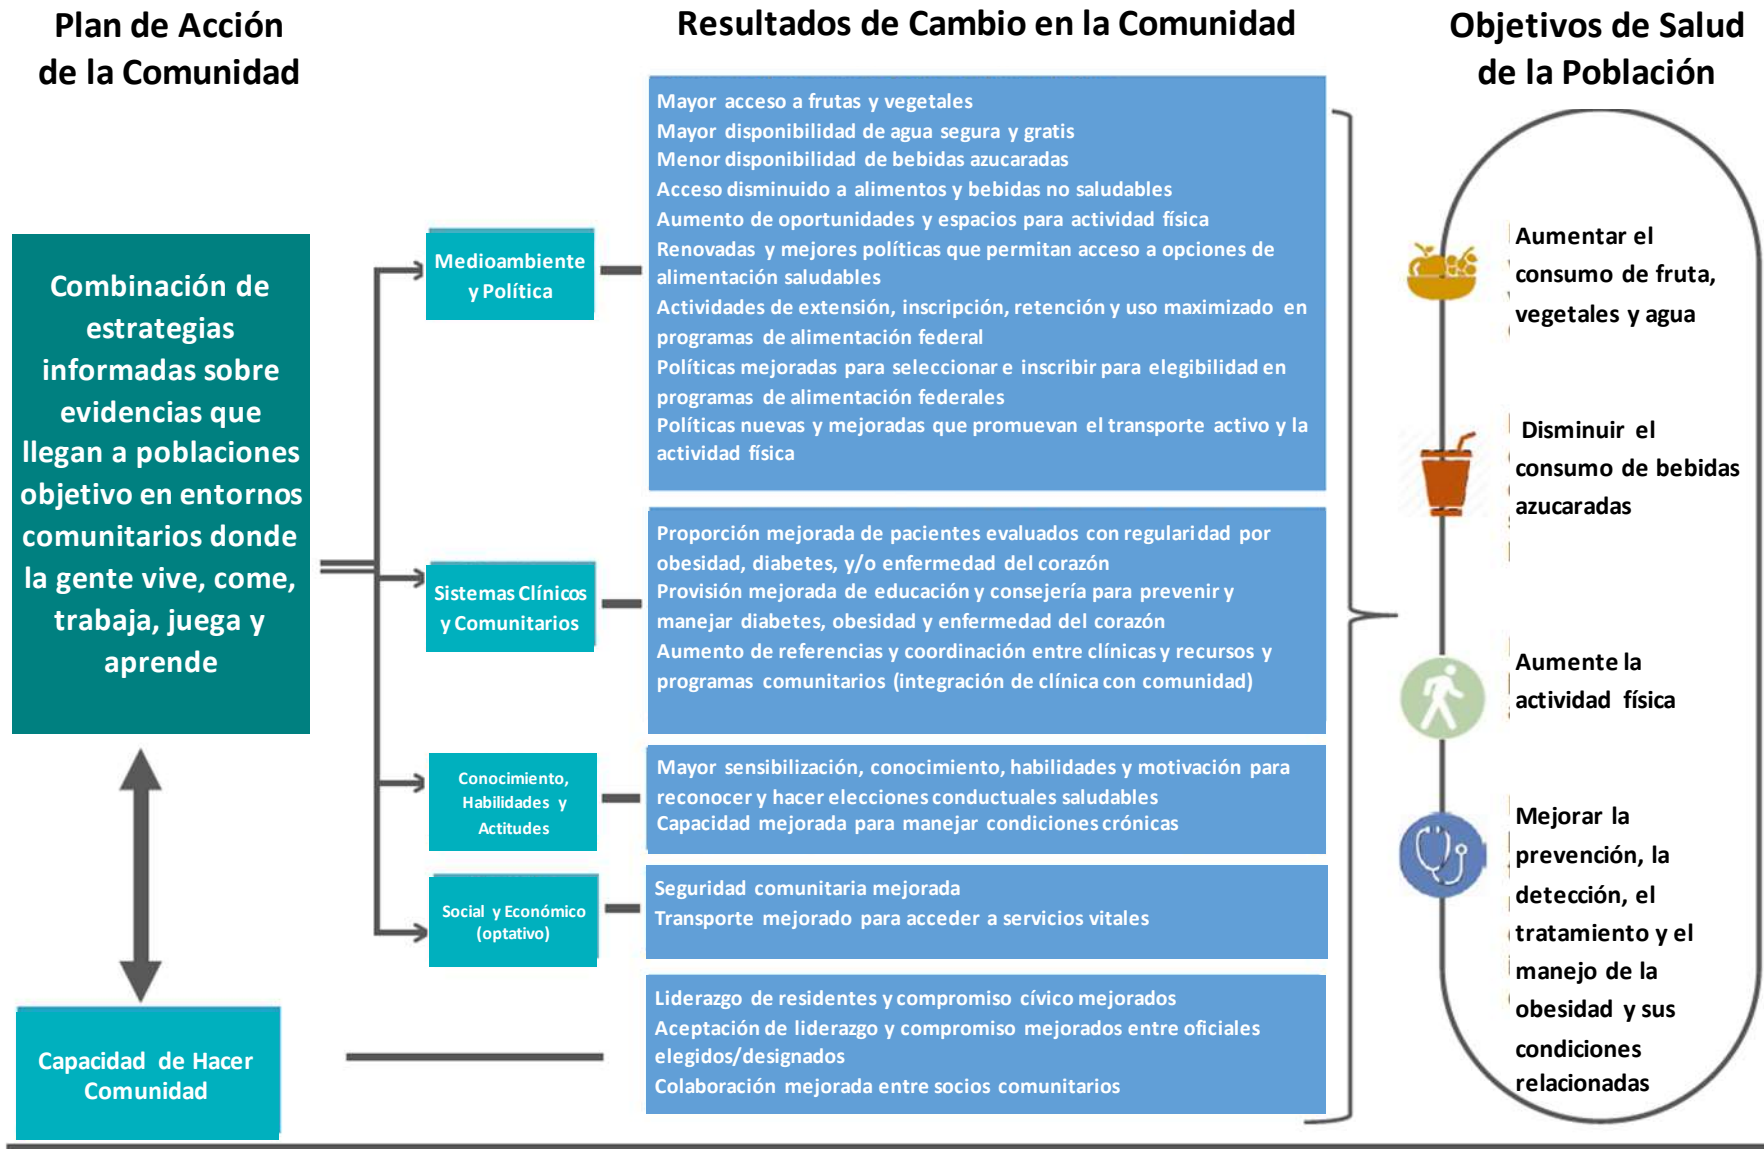 Plan de Acción
de la Comunidad
Resultados de Cambio en la Comunidad
Objetivos de Salud
de la Población
Combinación de
estrategias
informadas sobre
evidencias que
llegan a poblaciones
objetivo en entornos
comunitarios donde
la gente vive, come,
trabaja, juega y
aprende
Capacidad de Hacer
Comunidad
Medioambiente
y Política
Mayor acceso a frutas y vegetales
Mayor disponibilidad de agua segura y gratis
Menor disponibilidad de bebidas azucaradas
Acceso disminuido a alimentos y bebidas no saludables
Aumento de oportunidades y espacios para actividad física
Renovadas y mejores políticas que permitan acceso a opciones de
alimentación saludables
Actividades de extensión, inscripción, retención y uso maximizado en
programas de alimentación federal
Políticas mejoradas para seleccionar e inscribir para elegibilidad en
programas de alimentación federales
Políticas nuevas y mejoradas que promuevan el transporte activo y la
actividad física
Sistemas Clínicos
y Comunitarios
Proporción mejorada de pacientes evaluados con regularidad por
obesidad, diabetes, y/o enfermedad del corazón
Provisión mejorada de educación y consejería para prevenir y
manejar diabetes, obesidad y enfermedad del corazón
Aumento de referencias y coordinación entre clínicas y recursos y
programas comunitarios (integración de clínica con comunidad)
Conocimiento,
Habilidades y
Actitudes
Mayor sensibilización, conocimiento, habilidades y motivación para
reconocer y hacer elecciones conductuales saludables
Capacidad mejorada para manejar condiciones crónicas
Social y Económico
(optativo)
Seguridad comunitaria mejorada
Transporte mejorado para acceder a servicios vitales
Liderazgo de residentes y compromiso cívico mejorados
Aceptación de liderazgo y compromiso mejorados entre oficiales
elegidos/designados
Colaboración mejorada entre socios comunitarios
Aumentar el
consumo de fruta,
vegetales y agua
Disminuir el
consumo de bebidas
azucaradas
Aumente la
actividad física
Mejorar la
prevención, la
detección, el
tratamiento y el
manejo de la
obesidad y sus
condiciones
relacionadas